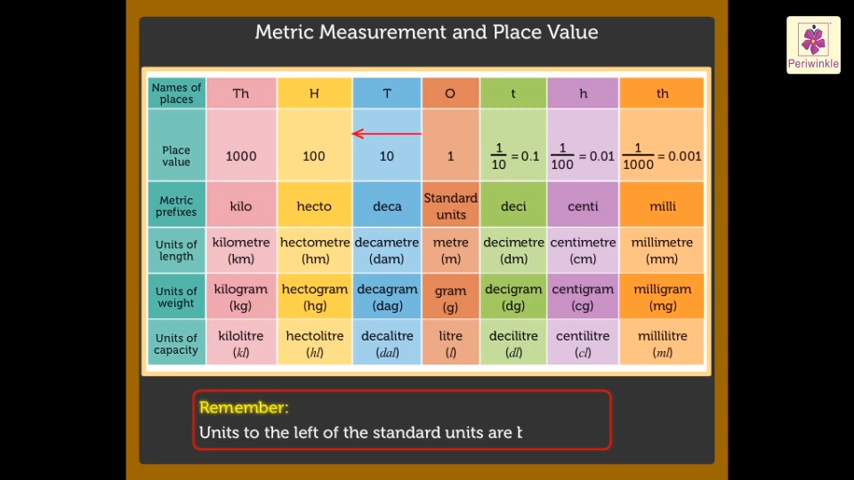 Metric Measurement and Place Value
Periwinkle
Names of places Th H T O t h th
Place value 1000 100 10 1 1/10 = 0.1 1/100 = 0.01 1/1000 = 0.001
Metric prefixes kilo hecto deca Standard units deci centi milli
Units of length kilometre (km) hectometre (hm) decametre (dam) metre (m) decimetre (dm) centimetre (cm) millimetre (mm)
Units of weight kilogram (kg) hectogram (hg) decagram (dag) gram (g) decigram (dg) centigram (cg) milligram (mg)
Units of capacity kilolitre (kl) hectolitre (hl) decalitre (dal) litre (l) decilitre (dl) centilitre (cl) millilitre (ml)
Remember:
Units to the left of the standard units are